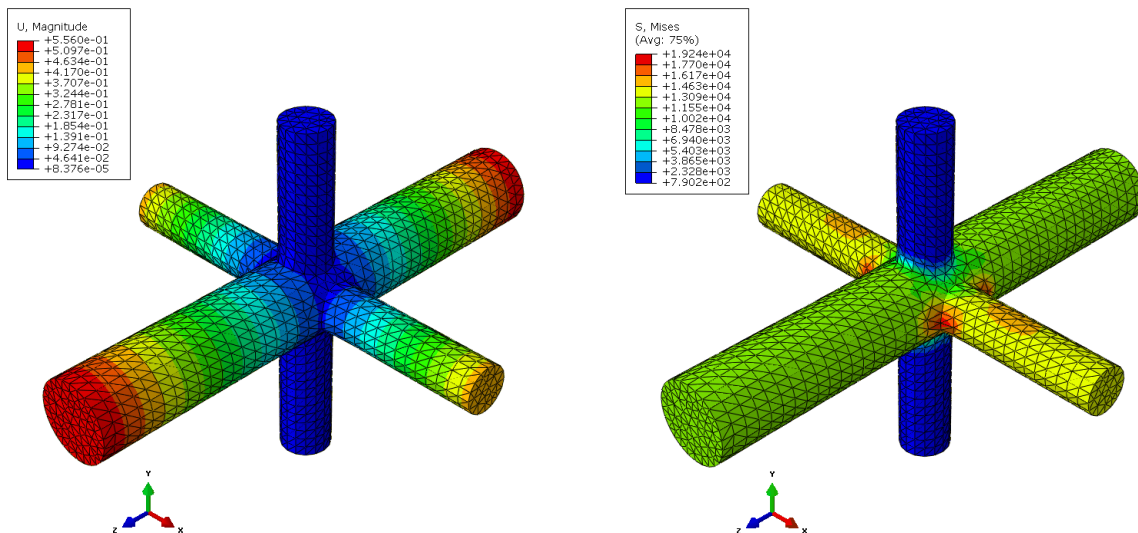 U, Magnitude
+5.560e-01
+5.097e-01
+4.634e-01
+4.170e-01
+3.707e-01
+3.244e-01
+2.781e-01
+2.317e-01
+1.854e-01
+1.391e-01
+9.274e-02
+4.641e-02
+8.376e-05
Y
Z
X
S, Mises
(Avg: 75%)
+1.924e+04
+1.770e+04
+1.617e+04
+1.463e+04
+1.309e+04
+1.155e+04
+1.002e+04
+8.478e+03
+6.940e+03
+5.403e+03
+3.865e+03
+2.328e+03
+7.902e+02
Y
Z
X